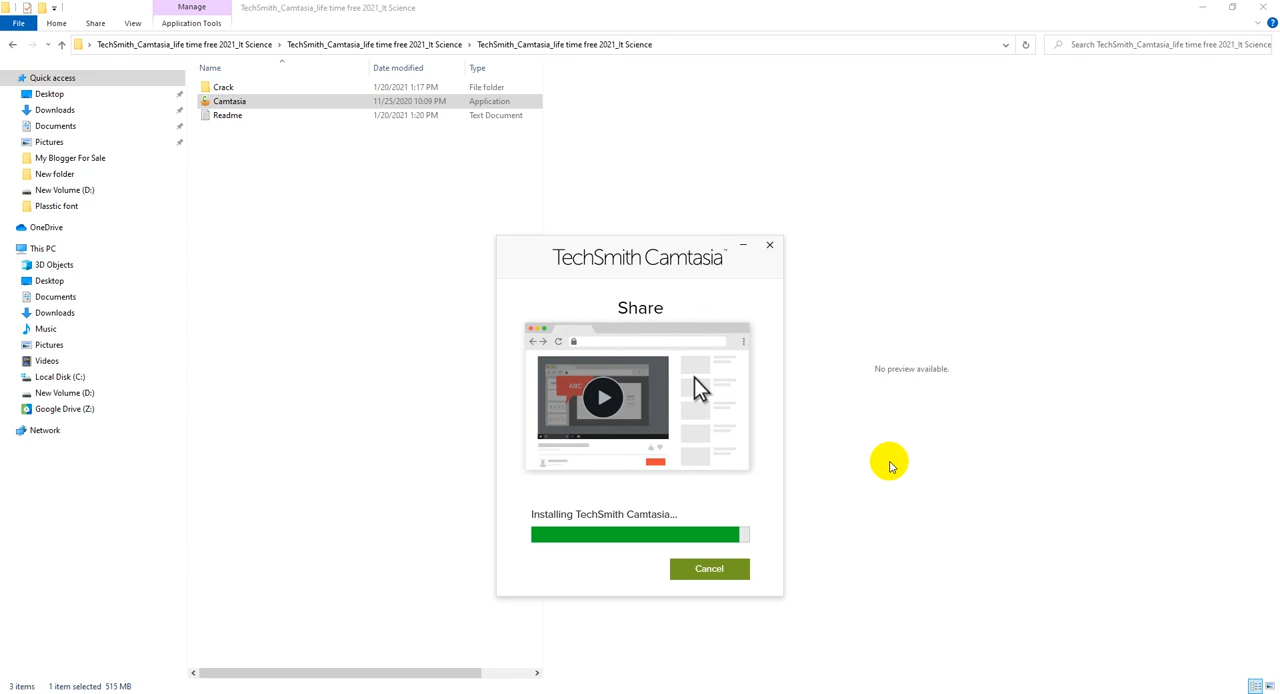 Manage
TechSmith_Camtasia_life time free 2021_It Science
File
Home
Share
View
Application Tools
TechSmith_Camtasia_life time free 2021_It Science
TechSmith_Camtasia_life time free 2021_It Science
TechSmith_Camtasia_life time free 2021_It Science
Search TechSmith_Camtasia_life time free 2021_It Science
Quick access
Desktop
Downloads
Documents
Pictures
My Blogger For Sale
New folder
New Volume (D:)
Plasstic font
OneDrive
This PC
3D Objects
Desktop
Documents
Downloads
Music
Pictures
Videos
Local Disk (C:)
New Volume (D:)
Google Drive (Z:)
Network
Name Date modified Type
Crack 1/20/2021 1:17 PM File folder
Camtasia 11/25/2020 10:09 PM Application
Readme 1/20/2021 1:20 PM Text Document
TechSmith Camtasia™
Share
ABC
Installing TechSmith Camtasia...
Cancel
No preview available.
3 items 1 item selected 515 MB